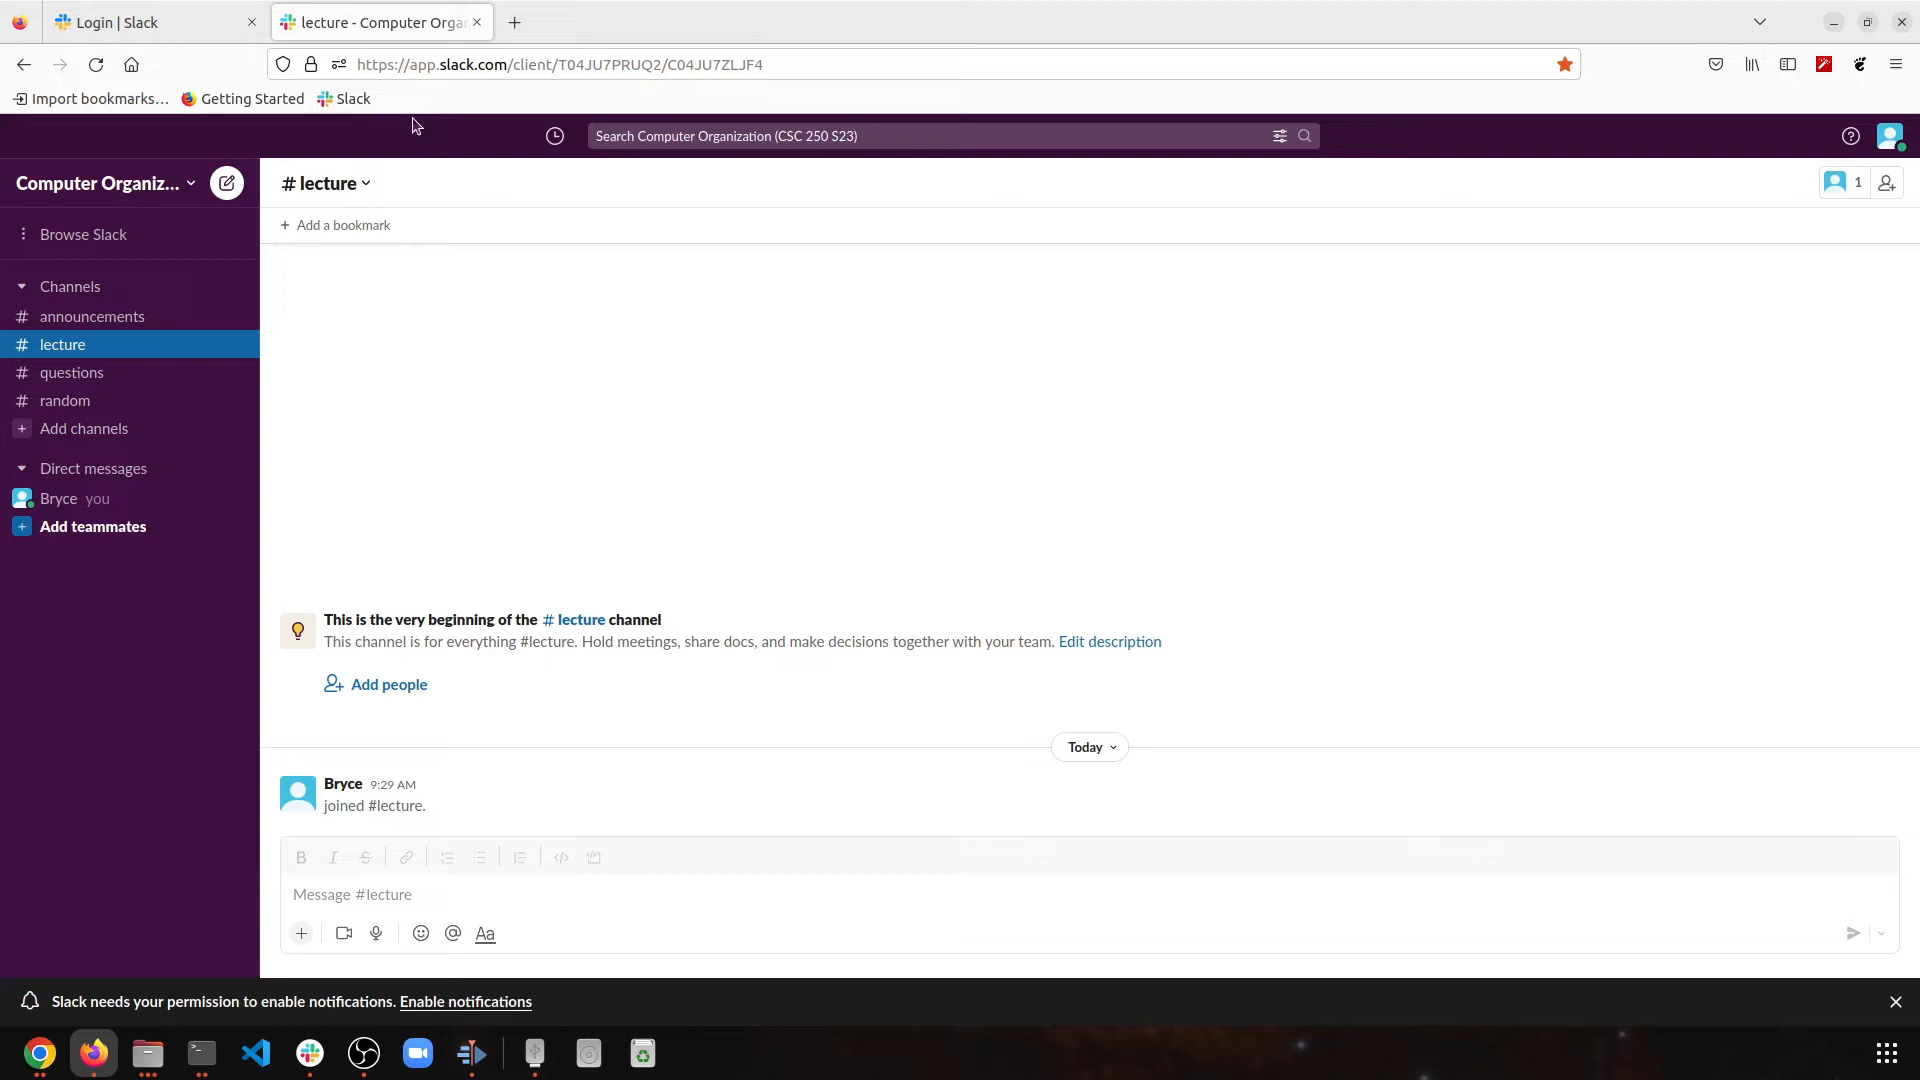 Login | Slack
lecture - Computer Orga
https://app.slack.com/client/T04JU7PRUQ2/C04JU7ZLJF4
Import bookmarks...
Getting Started
Slack
Search Computer Organization (CSC 250 S23)
Computer Organiz...
# lecture
1
+ Add a bookmark
Browse Slack
Channels
# announcements
# lecture
# questions
# random
+ Add channels
Direct messages
Bryce you
+ Add teammates
This is the very beginning of the # lecture channel
This channel is for everything #lecture. Hold meetings, share docs, and make decisions together with your team. Edit description
Add people
Today
Bryce 9:29 AM
joined #lecture.
B I S
Message #lecture
+ @ Aa
Slack needs your permission to enable notifications. Enable notifications